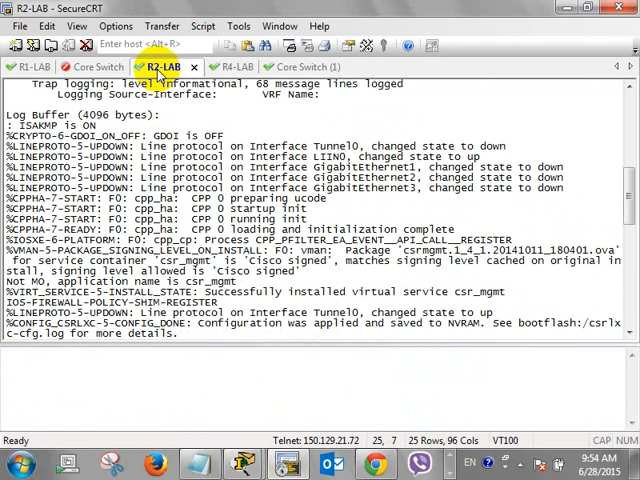 R2-LAB - SecureCRT
File Edit View Options Transfer Script Tools Window Help
Enter host <Alt+R>
R1-LAB Core Switch R2-LAB R4-LAB Core Switch (1)
Trap logging: level informational, 68 message lines logged
Logging Source-Interface: VRF Name:
Log Buffer (4096 bytes):
: ISAKMP is ON
%CRYPTO-6-GDOI_ON_OFF: GDOI is OFF
%LINEPROTO-5-UPDOWN: Line protocol on Interface Tunnel0, changed state to down
%LINEPROTO-5-UPDOWN: Line protocol on Interface LIIN0, changed state to up
%LINEPROTO-5-UPDOWN: Line protocol on Interface GigabitEthernet1, changed state to down
%LINEPROTO-5-UPDOWN: Line protocol on Interface GigabitEthernet2, changed state to down
%LINEPROTO-5-UPDOWN: Line protocol on Interface GigabitEthernet3, changed state to down
%CPPHA-7-START: F0: cpp_ha: CPP 0 preparing ucode
%CPPHA-7-START: F0: cpp_ha: CPP 0 startup init
%CPPHA-7-START: F0: cpp_ha: CPP 0 running init
%CPPHA-7-READY: F0: cpp_ha: CPP 0 loading and initialization complete
%IOSXE-6-PLATFORM: F0: cpp_cp: Process CPP_PFILTER_EA_EVENT__API_CALL__REGISTER
%VMAN-5-PACKAGE_SIGNING_LEVEL_ON_INSTALL: F0: vman: Package 'csrmgmt.1_4_1.20141011_180401.ova'
for service container 'csr_mgmt' is 'Cisco signed', matches signing level cached on original in
stall, signing level allowed is 'Cisco signed'
Not MO, application name is csr_mgmt
%VIRT_SERVICE-5-INSTALL_STATE: Successfully installed virtual service csr_mgmt
IOS-FIREWALL-POLICY-SHIM-REGISTER
%LINEPROTO-5-UPDOWN: Line protocol on Interface Tunnel0, changed state to up
%CONFIG_CSRLXC-5-CONFIG_DONE: Configuration was applied and saved to NVRAM. See bootflash:/csrlx
c-cfg.log for more details.
Ready Telnet: 150.129.21.72 25, 7 25 Rows, 96 Cols VT100 CAP NUM
EN 9:54 AM
6/28/2015